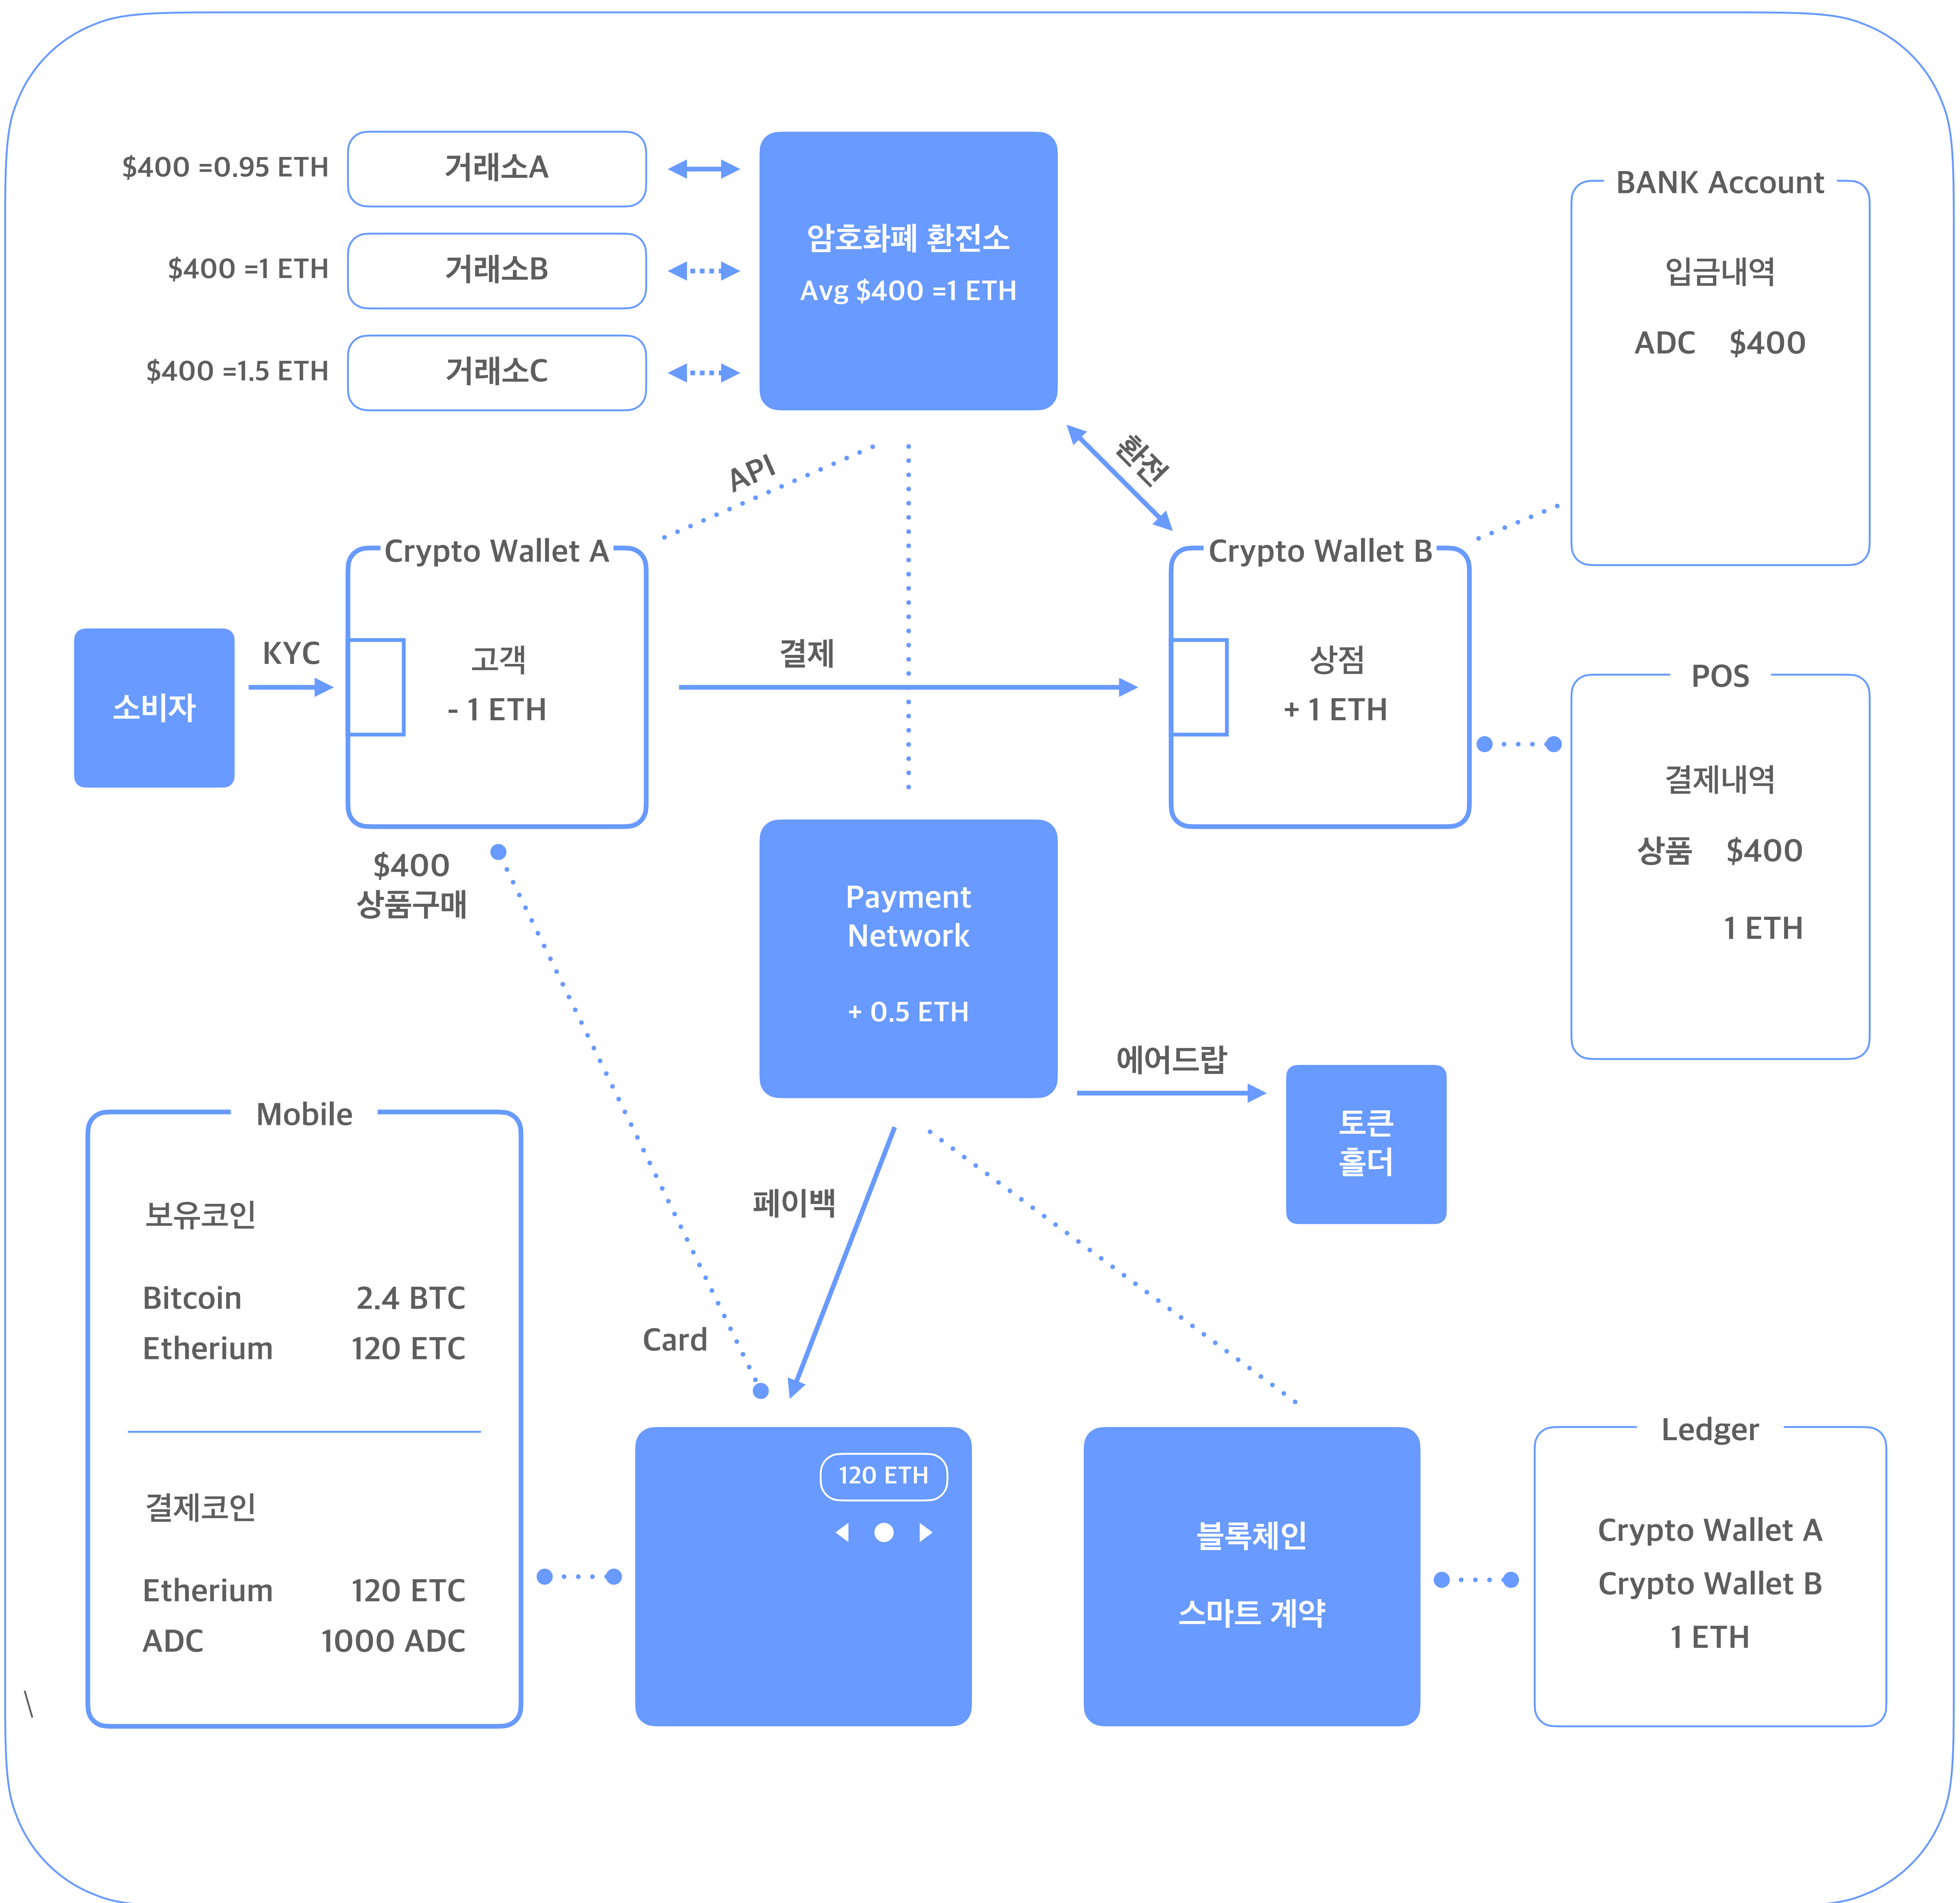 $400 =0.95 ETH
거래소A
$400 =1 ETH
거래소B
$400 =1.5 ETH
거래소C
암호화폐 환전소
Avg $400 =1 ETH
BANK Account
입금내역
ADC $400
API
환전
Crypto Wallet A
고객
- 1 ETH
소비자
KYC
결제
Crypto Wallet B
상점
+ 1 ETH
POS
결제내역
상품 $400
1 ETH
$400
상품구매
Payment
Network
+ 0.5 ETH
에어드랍
토큰
홀더
페이백
Card
Mobile
보유코인
Bitcoin 2.4 BTC
Etherium 120 ETC
결제코인
Etherium 120 ETC
ADC 1000 ADC
120 ETH
블록체인
스마트 계약
Ledger
Crypto Wallet A
Crypto Wallet B
1 ETH
\